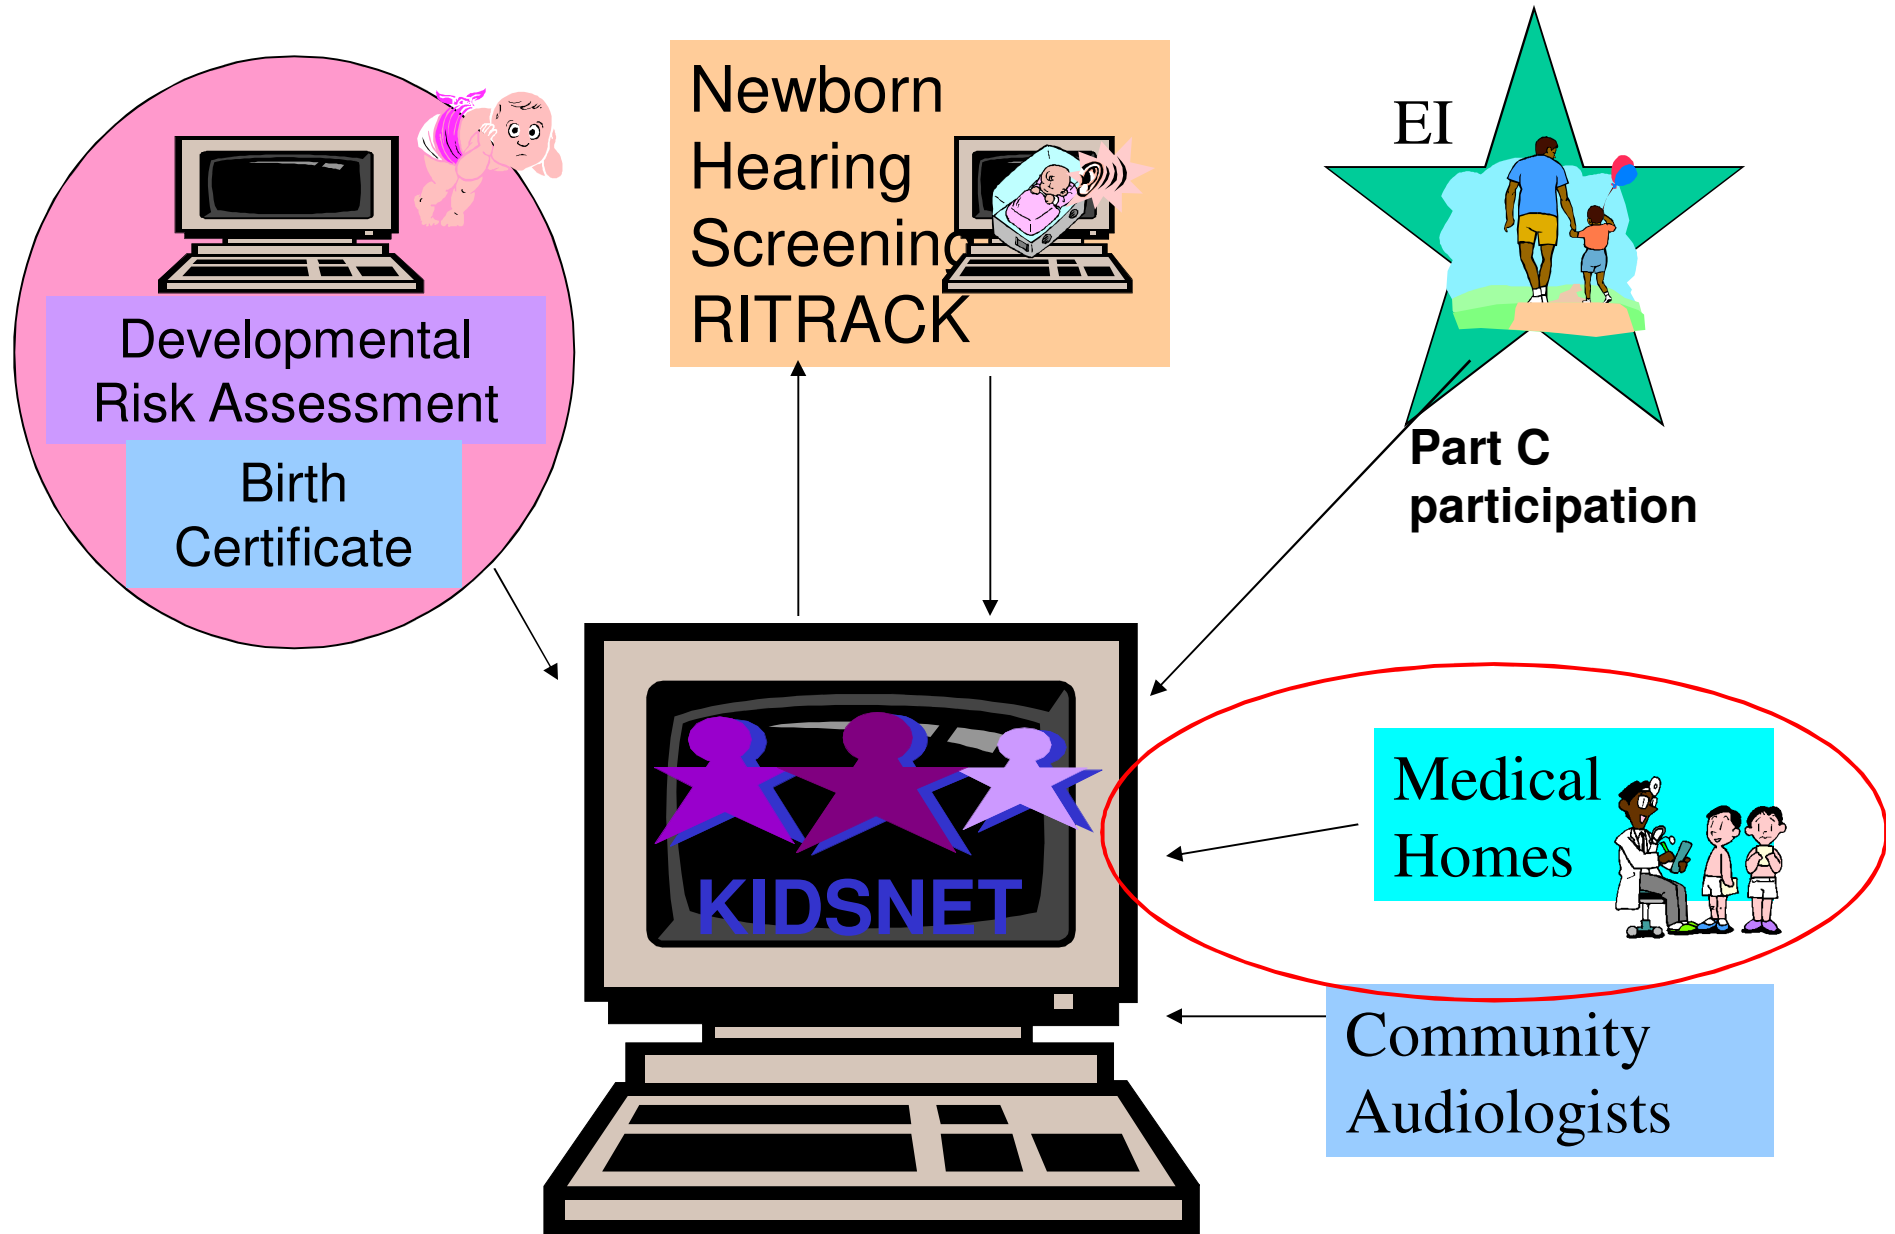 Developmental
Risk Assessment
Birth
Certificate
Newborn
Hearing
Screening
RITRACK
EI
Part C
participation
KIDSNET
Medical
Homes
Community
Audiologists